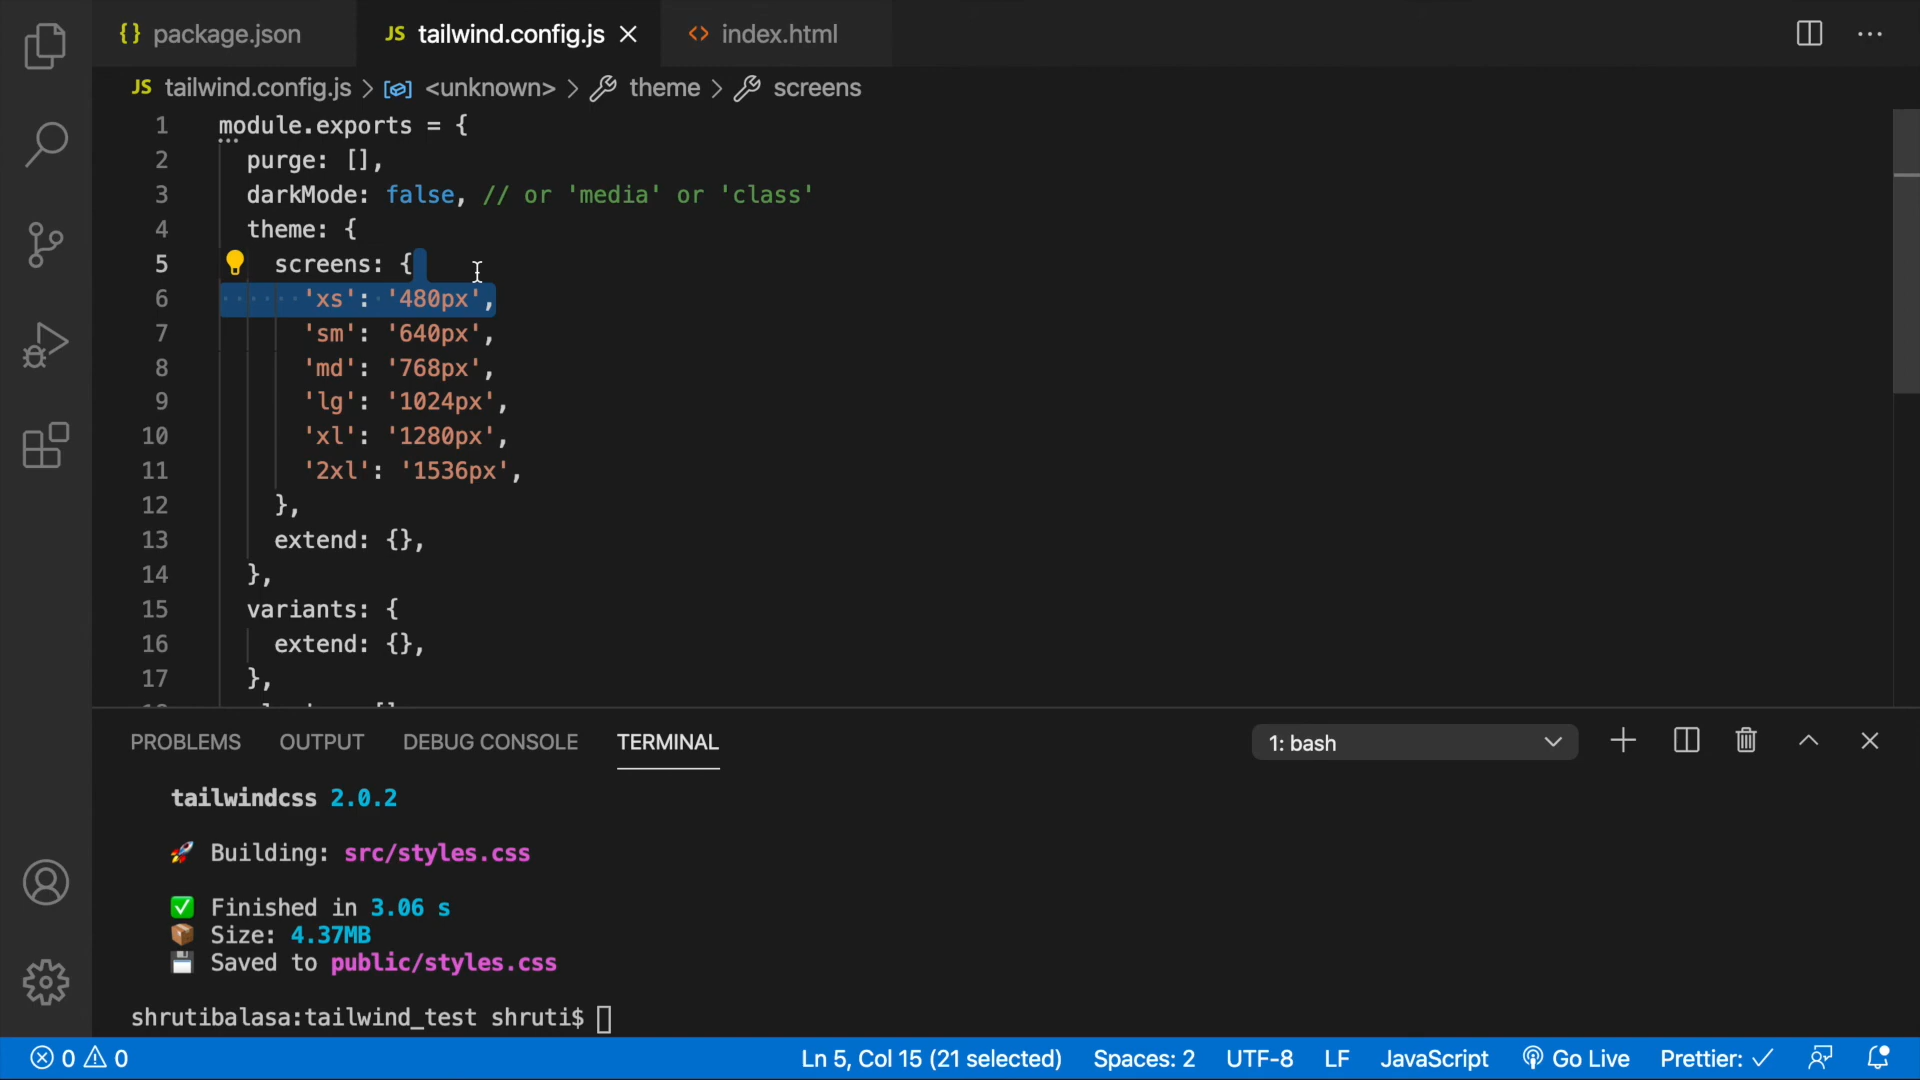 {} package.json JS tailwind.config.js <> index.html
JS tailwind.config.js > <unknown> > theme > screens
1 module.exports = {
2 purge: [],
3 darkMode: false, // or 'media' or 'class'
4 theme: {
5 screens: {
6 'xs': '480px',
7 'sm': '640px',
8 'md': '768px',
9 'lg': '1024px',
10 'xl': '1280px',
11 '2xl': '1536px',
12 },
13 extend: {},
14 },
15 variants: {
16 extend: {},
17 },
PROBLEMS OUTPUT DEBUG CONSOLE TERMINAL 1: bash
tailwindcss 2.0.2
🚀 Building: src/styles.css
✅ Finished in 3.06 s
📦 Size: 4.37MB
💾 Saved to public/styles.css
shrutibalasa:tailwind_test shruti$
0 0 Ln 5, Col 15 (21 selected) Spaces: 2 UTF-8 LF JavaScript Go Live Prettier: ✓